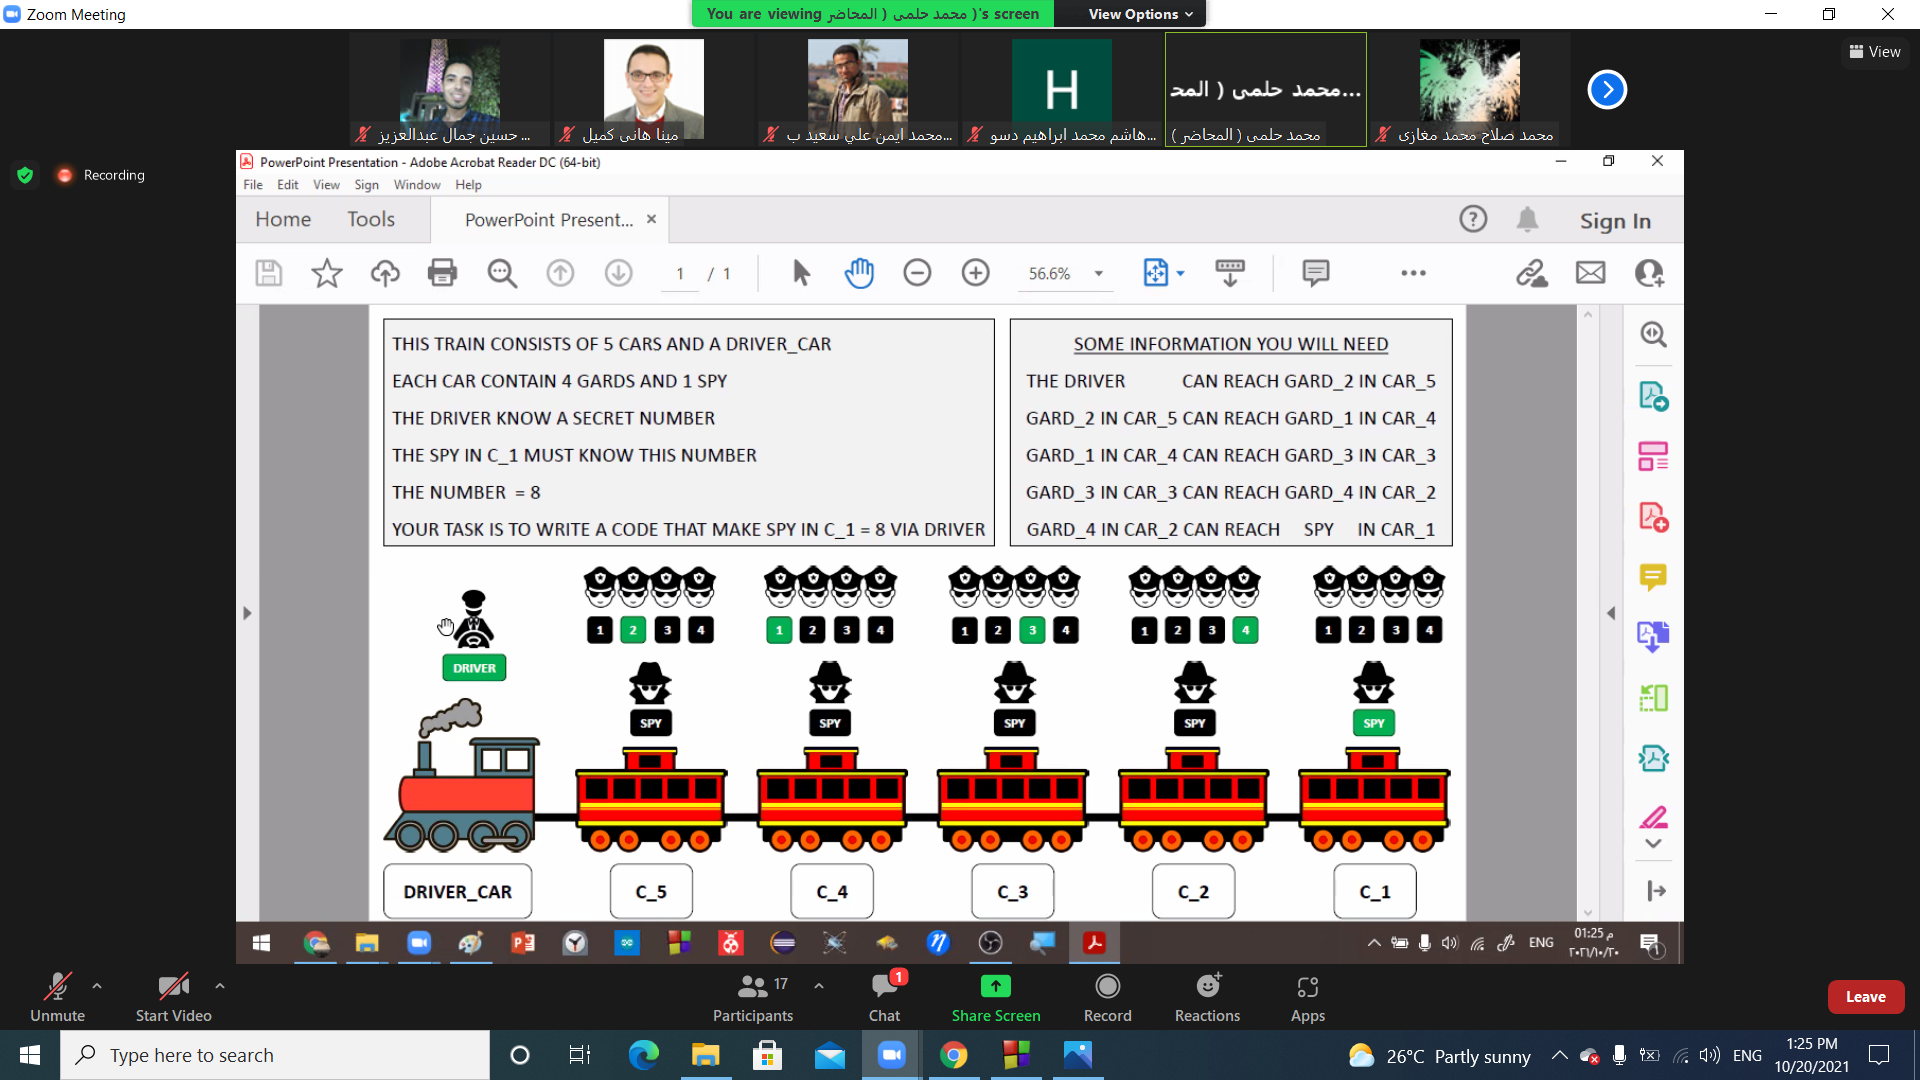 Zoom Meeting
You are viewing محمد حلمى ( المحاضر )'s screen
View Options
View
حسين جمال عبدالعزيز ...
مينا هانى كميل
محمد ايمن علي سعيد ب...
هاشم محمد ابراهيم دسو...
محمد حلمى ( المح...
محمد حلمى ( المحاضر )
محمد صلاح محمد مغازى
H
Recording
PowerPoint Presentation - Adobe Acrobat Reader DC (64-bit)
File Edit View Sign Window Help
Home Tools PowerPoint Present... Sign In
1 / 1 56.6%
THIS TRAIN CONSISTS OF 5 CARS AND A DRIVER_CAR
EACH CAR CONTAIN 4 GARDS AND 1 SPY
THE DRIVER KNOW A SECRET NUMBER
THE SPY IN C_1 MUST KNOW THIS NUMBER
THE NUMBER = 8
YOUR TASK IS TO WRITE A CODE THAT MAKE SPY IN C_1 = 8 VIA DRIVER
SOME INFORMATION YOU WILL NEED
THE DRIVER CAN REACH GARD_2 IN CAR_5
GARD_2 IN CAR_5 CAN REACH GARD_1 IN CAR_4
GARD_1 IN CAR_4 CAN REACH GARD_3 IN CAR_3
GARD_3 IN CAR_3 CAN REACH GARD_4 IN CAR_2
GARD_4 IN CAR_2 CAN REACH SPY IN CAR_1
1 2 3 4 1 2 3 4 1 2 3 4 1 2 3 4 1 2 3 4
DRIVER
SPY SPY SPY SPY SPY
DRIVER_CAR C_5 C_4 C_3 C_2 C_1
ENG
01:25 م
٢٠٢١/١٠/٢٠
1
Unmute
Start Video
Participants
17
Chat
1
Share Screen
Record
Reactions
Apps
Leave
Type here to search
26°C Partly sunny
ENG
1:25 PM
10/20/2021